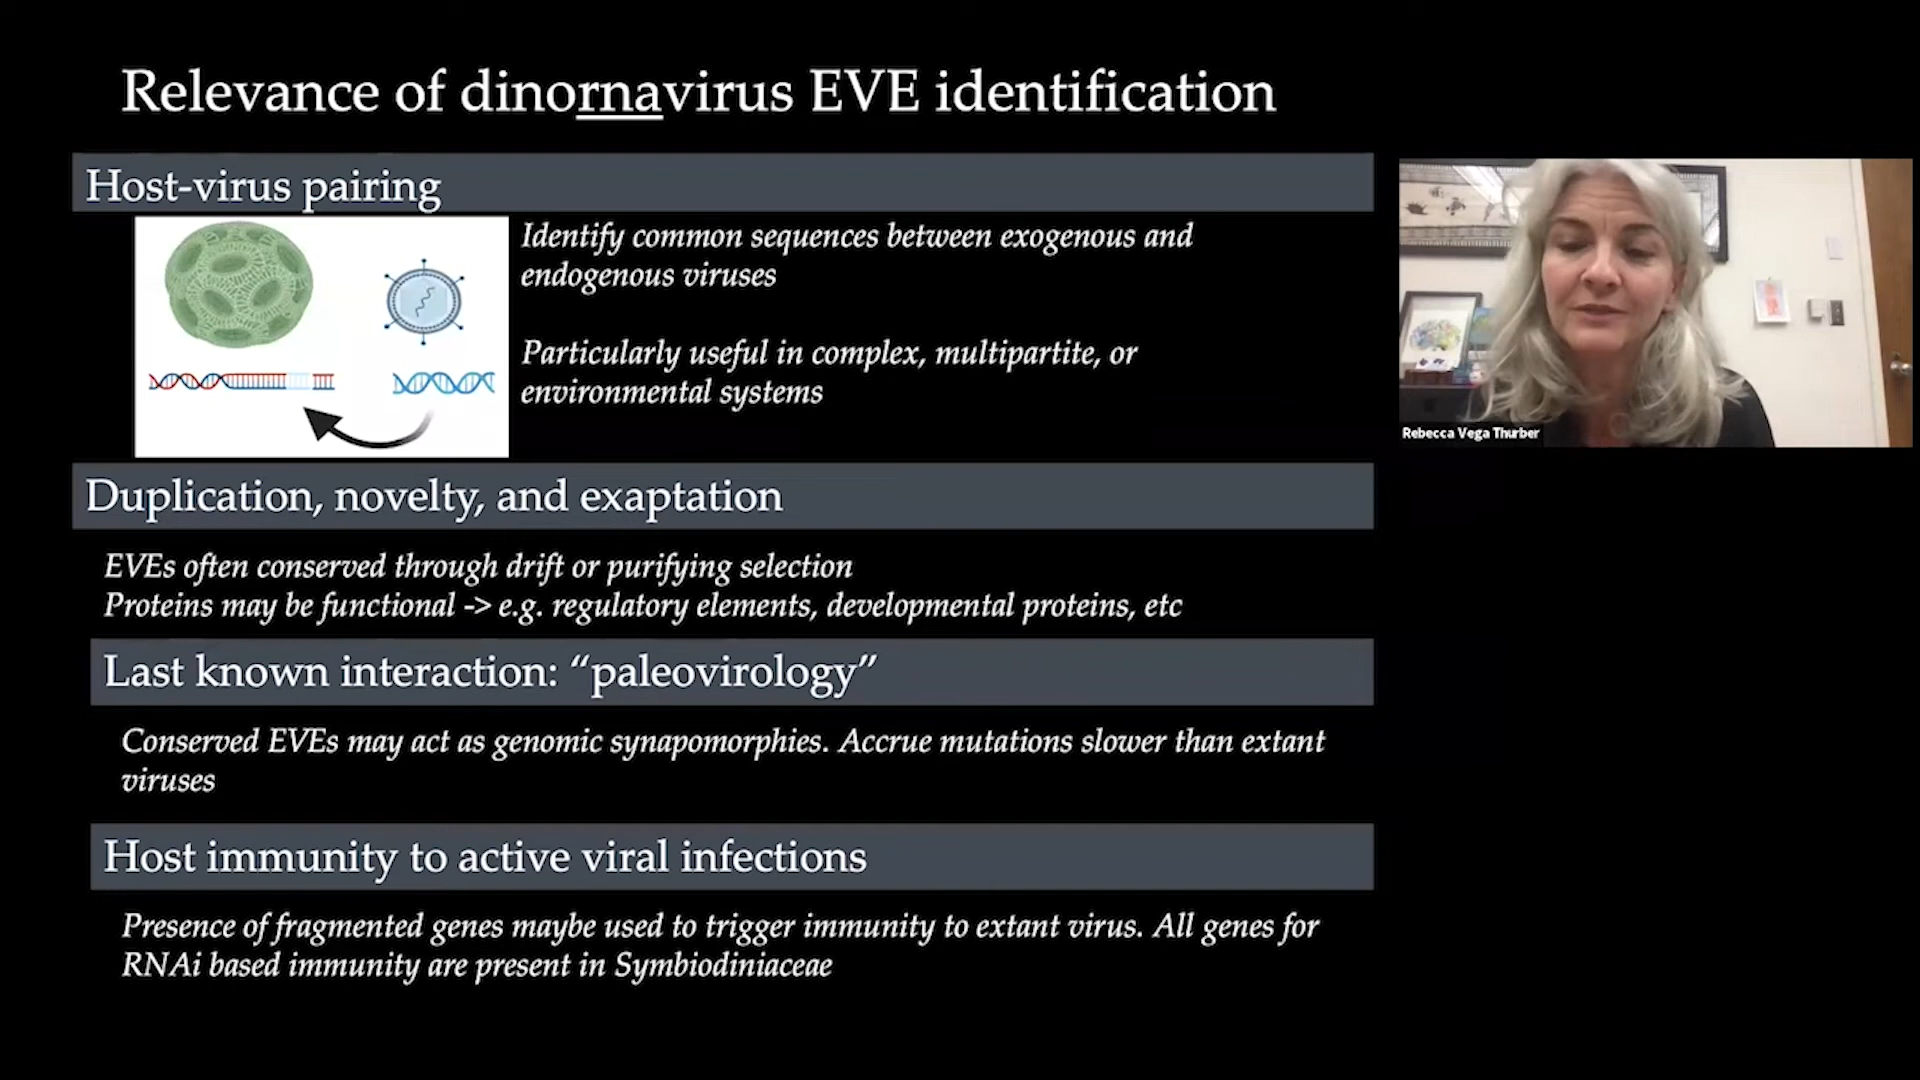 Relevance of dinornavirus EVE identification
Host-virus pairing
Identify common sequences between exogenous and
endogenous viruses
Particularly useful in complex, multipartite, or
environmental systems
Rebecca Vega Thurber
Duplication, novelty, and exaptation
EVEs often conserved through drift or purifying selection
Proteins may be functional -> e.g. regulatory elements, developmental proteins, etc
Last known interaction: “paleovirology”
Conserved EVEs may act as genomic synapomorphies. Accrue mutations slower than extant
viruses
Host immunity to active viral infections
Presence of fragmented genes maybe used to trigger immunity to extant virus. All genes for
RNAi based immunity are present in Symbiodiniaceae